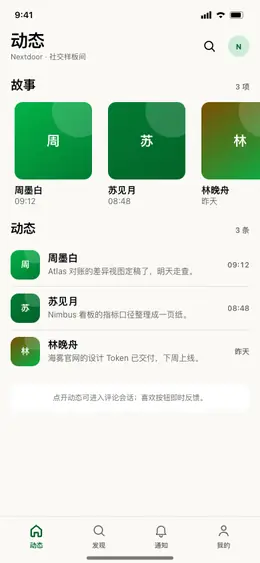 9:41
动态
Nextdoor · 社交样板间
N
故事
3 项
周
苏
林
周墨白
苏见月
林晚舟
09:12
08:48
昨天
动态
3 条
周
周墨白
09:12
Atlas 对账的差异视图定稿了，明天走查。
苏
苏见月
08:48
Nimbus 看板的指标口径整理成一页纸。
林
林晚舟
昨天
海雾官网的设计 Token 已交付，下周上线。
点开动态可进入评论会话；喜欢按钮即时反馈。
动态
发现
通知
我的